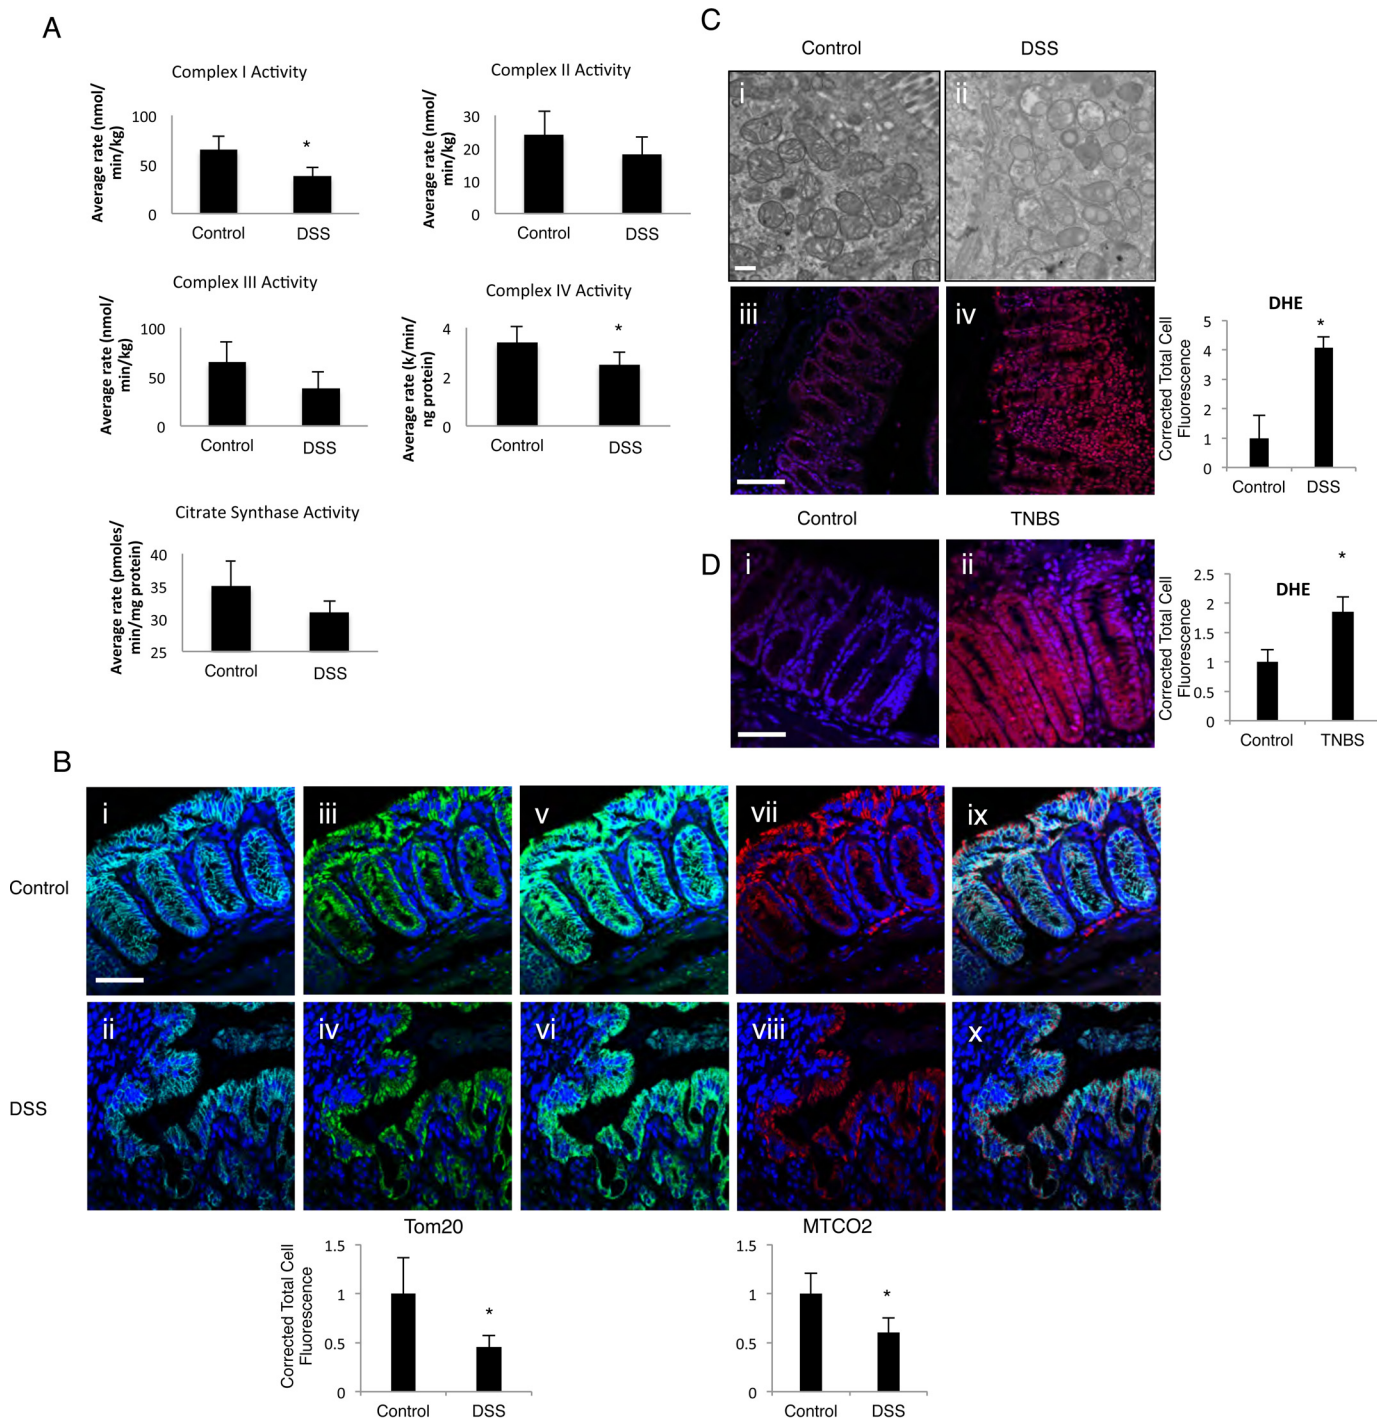 A
Complex I Activity
Average rate (nmol/
min/kg)
100
50
0
*
Control
DSS
Complex II Activity
Average rate (nmol/
min/kg)
30
20
10
0
Control
DSS
Complex III Activity
Average rate (nmol/
min/kg)
100
50
0
Control
DSS
Complex IV Activity
Average rate (k/min/
ng protein)
4
2
0
*
Control
DSS
Citrate Synthase Activity
Average rate (pmoles/
min/mg protein)
40
35
30
25
Control
DSS
C
Control
DSS
i
ii
iii
iv
DHE
Corrected Total Cell
Fluorescence
5
4
3
2
1
0
*
Control
DSS
D
Control
TNBS
i
ii
DHE
Corrected Total Cell
Fluorescence
2.5
2
1.5
1
0.5
0
*
Control
TNBS
B
Control
i
iii
v
vii
ix
DSS
ii
iv
vi
viii
x
Tom20
Corrected Total Cell
Fluorescence
1.5
1
0.5
0
*
Control
DSS
MTCO2
1.5
1
0.5
0
*
Control
DSS